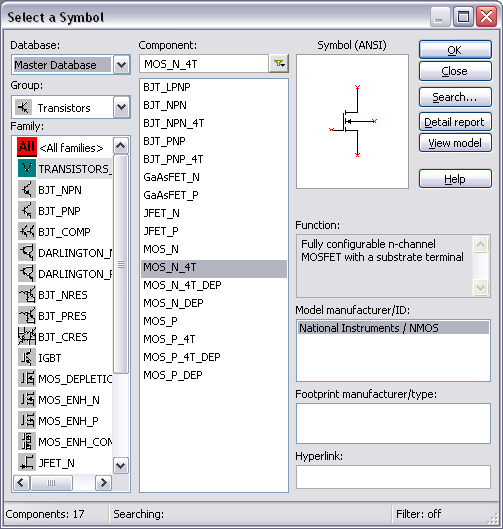 Select a Symbol
Database:
Master Database
Group:
Transistors
Family:
All <All families>
TRANSISTORS_
BJT_NPN
BJT_PNP
BJT_COMP
DARLINGTON_N
DARLINGTON_P
BJT_NRES
BJT_PRES
BJT_CRES
IGBT
MOS_DEPLETIC
MOS_ENH_N
MOS_ENH_P
MOS_ENH_COM
JFET_N
Component:
MOS_N_4T
BJT_LPNP
BJT_NPN
BJT_NPN_4T
BJT_PNP
BJT_PNP_4T
GaAsFET_N
GaAsFET_P
JFET_N
JFET_P
MOS_N
MOS_N_4T
MOS_N_4T_DEP
MOS_N_DEP
MOS_P
MOS_P_4T
MOS_P_4T_DEP
MOS_P_DEP
Symbol (ANSI)
Function:
Fully configurable n-channel
MOSFET with a substrate terminal
Model manufacturer/ID:
National Instruments / NMOS
Footprint manufacturer/type:
Hyperlink:
OK
Close
Search...
Detail report
View model
Help
Components: 17
Searching:
Filter: off